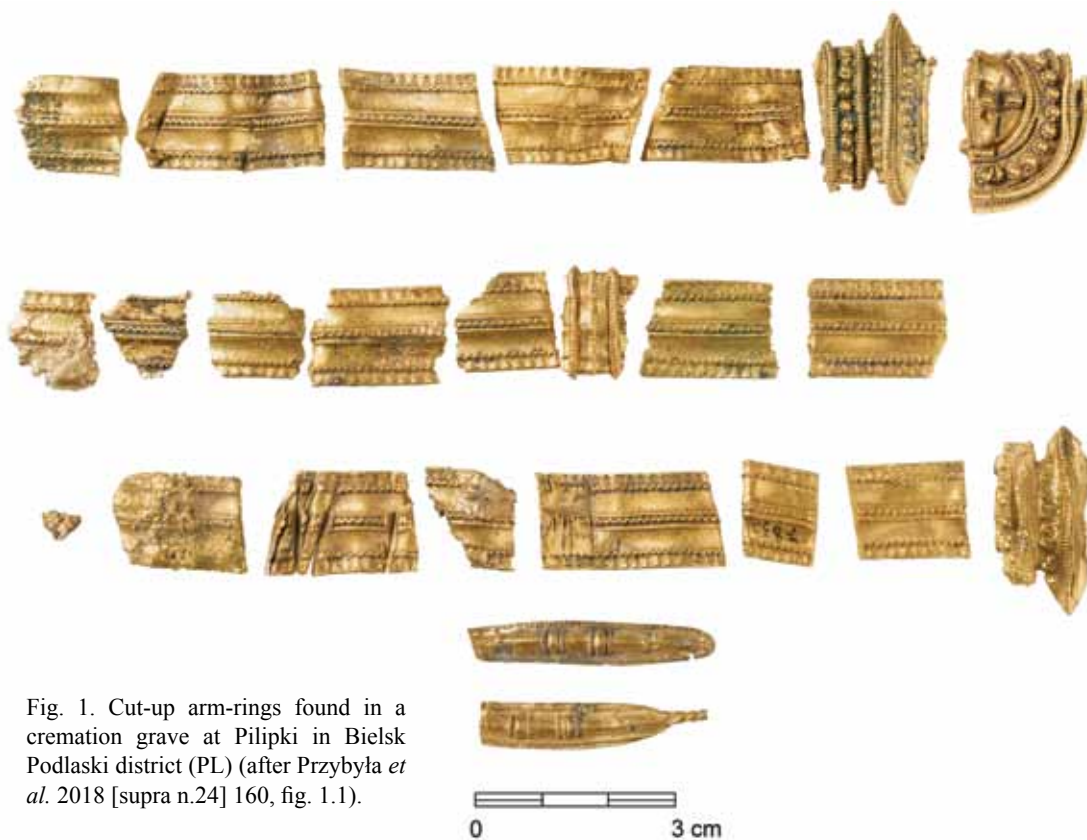 Fig. 1. Cut-up arm-rings found in a
cremation grave at Pilipki in Bielsk
Podlaski district (PL) (after Przybyła et
al. 2018 [supra n.24] 160, fig. 1.1).
0 3 cm